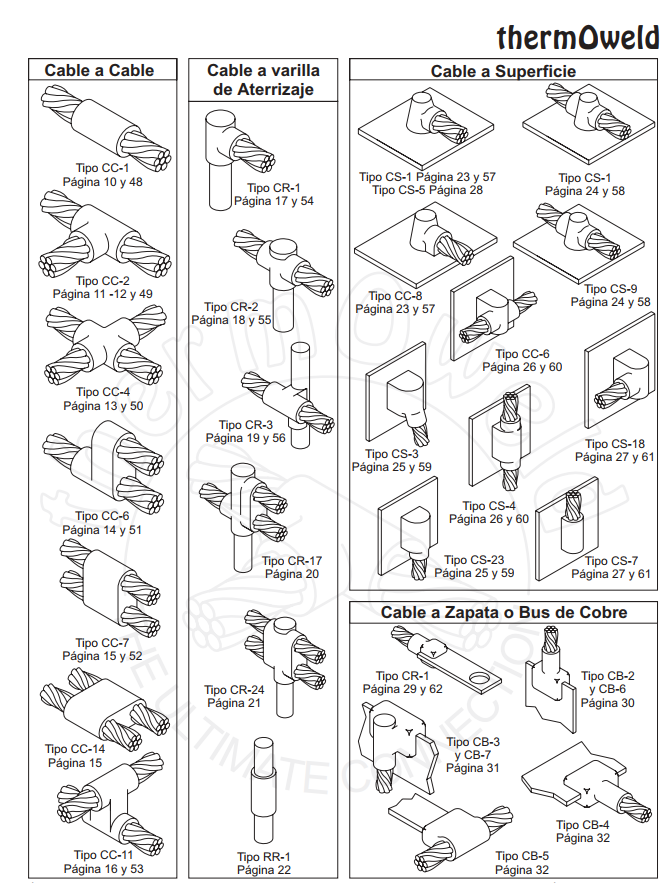 thermOweld
Cable a Cable
Tipo CC-1
Página 10 y 48
Tipo CC-2
Página 11 -12 y 49
Tipo CC-4
Página 13 y 50
Tipo CC-6
Página 14 y 51
Tipo CC-7
Página 15 y 52
Tipo CC-14
Página 15
Tipo CC-11
Página 16 y 53
Cable a varilla
de Aterrizaje
Tipo CR-1
Página 17 y 54
Tipo CR-2
Página 18 y 55
Tipo CR-3
Página 19 y 56
Tipo CR-17
Página 20
Tipo CR-24
Página 21
Tipo RR-1
Página 22
Cable a Superficie
Tipo CS-1 Página 23 y 57
Tipo CS-5 Página 28
Tipo CS-1
Página 24 y 58
Tipo CC-8
Página 23 y 57
Tipo CS-9
Página 24 y 58
Tipo CC-6
Página 26 y 60
Tipo CS-3
Página 25 y 59
Tipo CS-18
Página 27 y 61
Tipo CS-4
Página 26 y 60
Tipo CS-23
Página 25 y 59
Tipo CS-7
Página 27 y 61
Cable a Zapata o Bus de Cobre
Tipo CR-1
Página 29 y 62
Tipo CB-2
y CB-6
Página 30
Tipo CB-3
y CB-7
Página 31
Tipo CB-4
Página 32
Tipo CB-5
Página 32
thermoweld
THE ULTIMATE CONNECTION